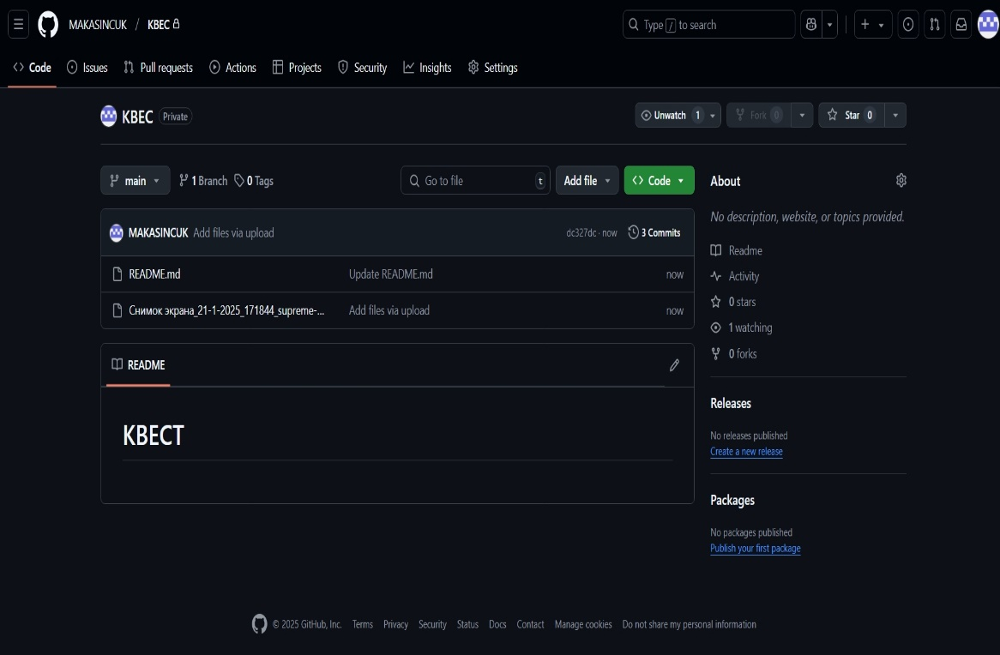 MAKASINCUK / KBEC
Type / to search
Code Issues Pull requests Actions Projects Security Insights Settings
KBEC Private
Unwatch 1 Fork 0 Star 0
main 1 Branch 0 Tags
Go to file t Add file Code
MAKASINCUK Add files via upload dc327dc · now 3 Commits
README.md Update README.md now
Снимок экрана_21-1-2025_171844_supreme-... Add files via upload now
README
KBECT
About
No description, website, or topics provided.
Readme
Activity
0 stars
1 watching
0 forks
Releases
No releases published
Create a new release
Packages
No packages published
Publish your first package
© 2025 GitHub, Inc. Terms Privacy Security Status Docs Contact Manage cookies Do not share my personal information